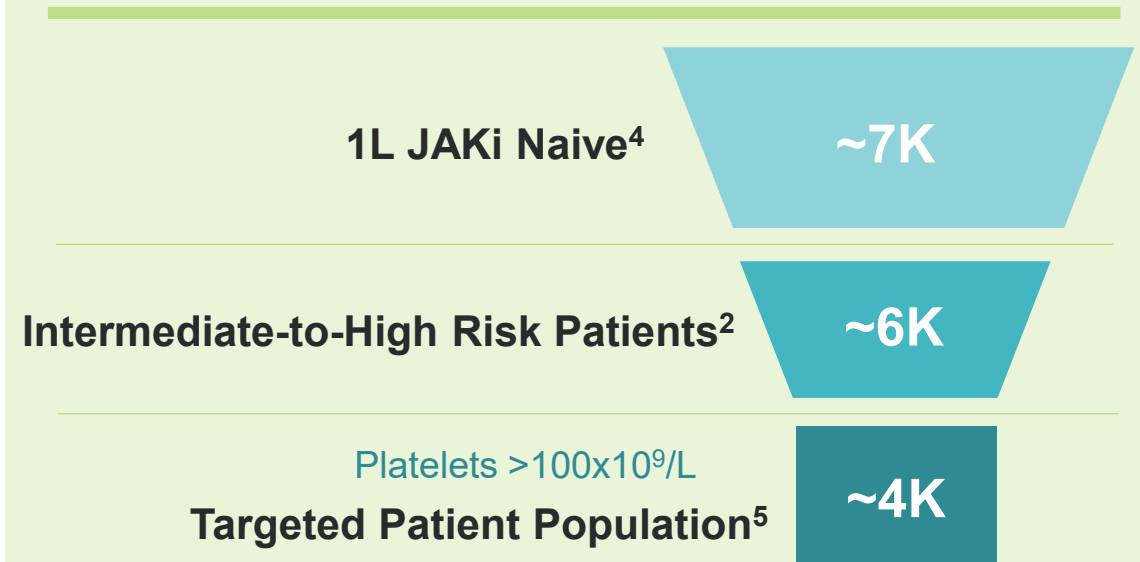 1L JAKi Naive⁴
~7K
Intermediate-to-High Risk Patients²
~6K
Platelets >100x10⁹/L
Targeted Patient Population⁵
~4K